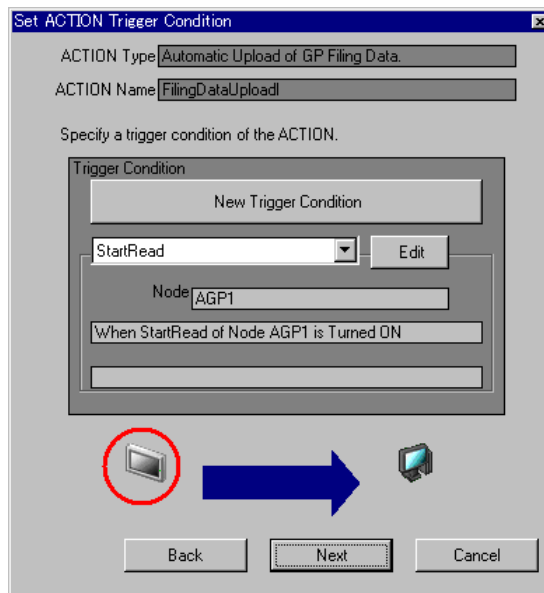 Set ACTION Trigger Condition
ACTION Type Automatic Upload of GP Filing Data.
ACTION Name FilingDataUploadl
Specify a trigger condition of the ACTION.
Trigger Condition
New Trigger Condition
StartRead Edit
Node AGP1
When StartRead of Node AGP1 is Turned ON
Back Next Cancel